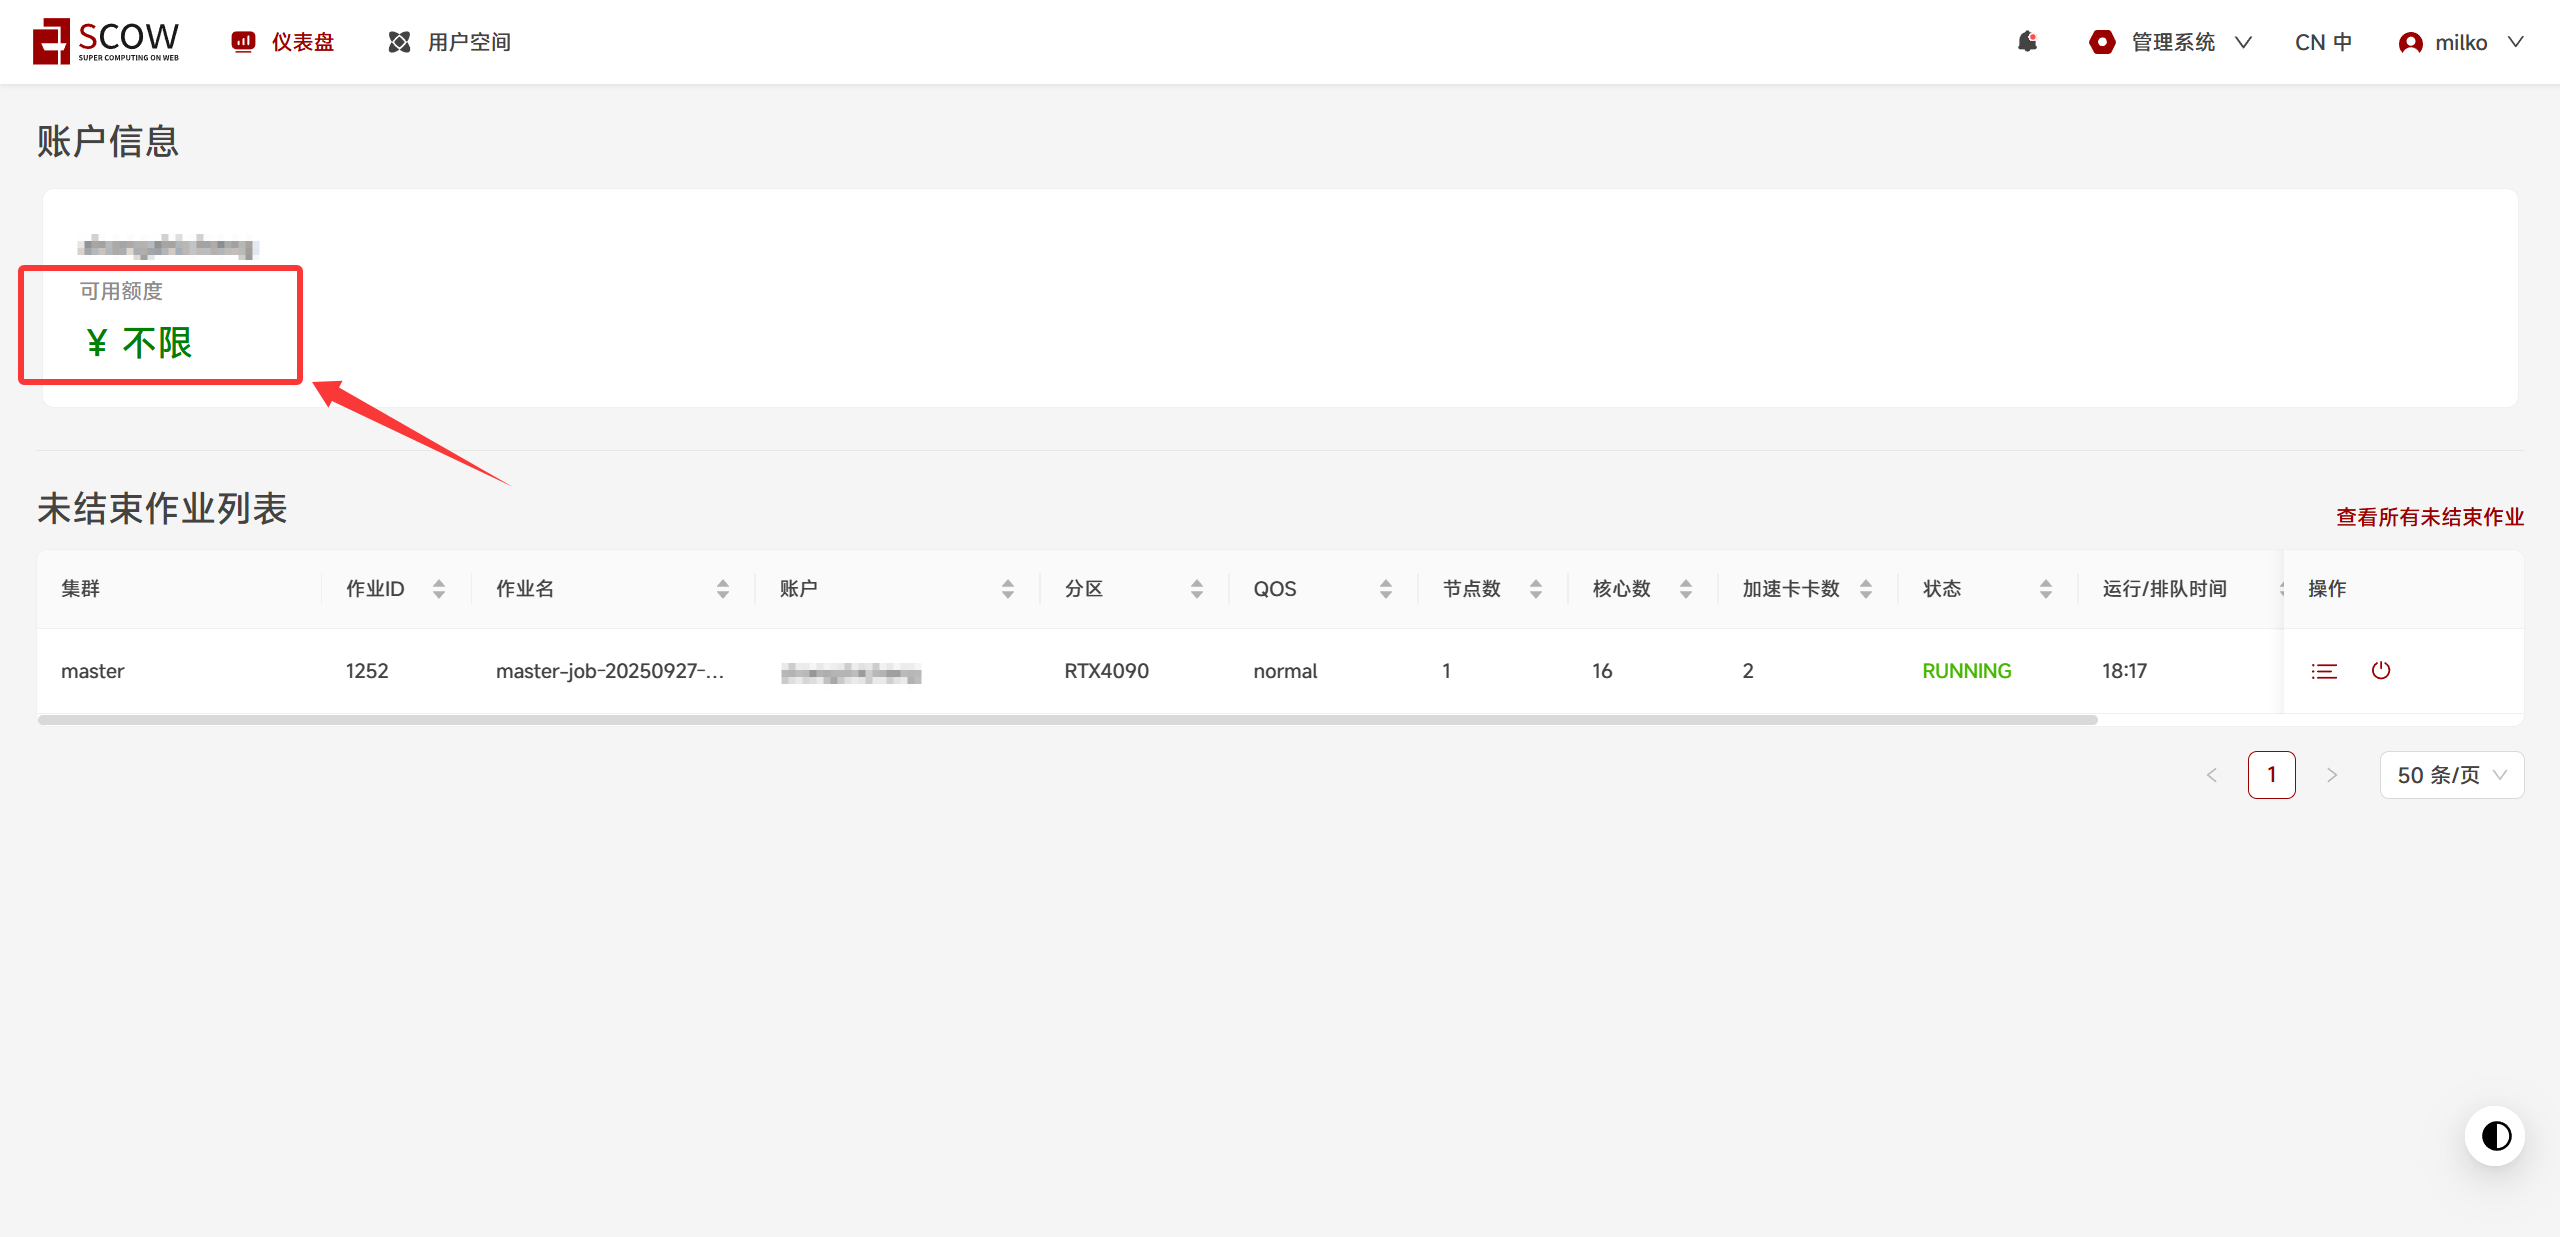 SCOW
SUPER COMPUTING ON WEB
仪表盘
用户空间
管理系统
CN 中
milko
账户信息
可用额度
¥ 不限
未结束作业列表
查看所有未结束作业
集群 作业ID 作业名 账户 分区 QOS 节点数 核心数 加速卡卡数 状态 运行/排队时间 操作
master 1252 master-job-20250927-... RTX4090 normal 1 16 2 RUNNING 18:17
1
50 条/页